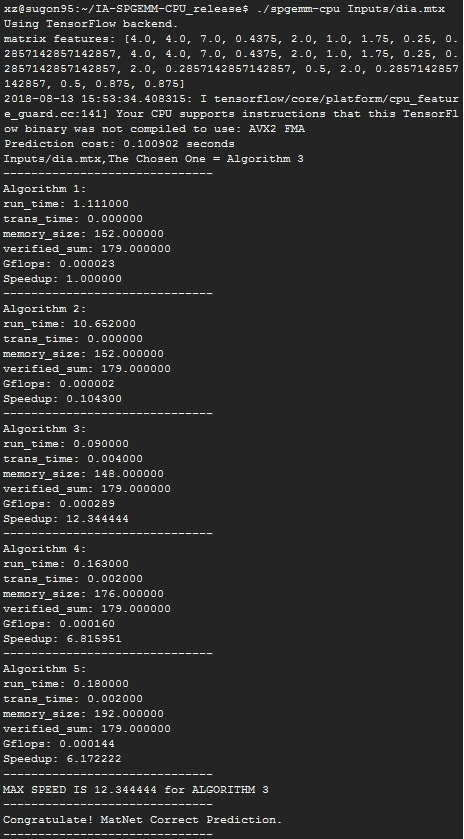 xz@sugon95:~/IA-SPGEMM-CPU_release$ ./spgemm-cpu Inputs/dia.mtx
Using TensorFlow backend.
matrix features: [4.0, 4.0, 7.0, 0.4375, 2.0, 1.0, 1.75, 0.25, 0.
2857142857142857, 4.0, 4.0, 7.0, 0.4375, 2.0, 1.0, 1.75, 0.25, 0.
2857142857142857, 2.0, 0.2857142857142857, 0.5, 2.0, 0.2857142857
142857, 0.5, 0.875, 0.875]
2018-08-13 15:53:34.408315: I tensorflow/core/platform/cpu_featur
e_guard.cc:141] Your CPU supports instructions that this TensorFl
ow binary was not compiled to use: AVX2 FMA
Prediction cost: 0.100902 seconds
Inputs/dia.mtx,The Chosen One = Algorithm 3
------------------------------
Algorithm 1:
run_time: 1.111000
trans_time: 0.000000
memory_size: 152.000000
verified_sum: 179.000000
Gflops: 0.000023
Speedup: 1.000000
------------------------------
Algorithm 2:
run_time: 10.652000
trans_time: 0.000000
memory_size: 152.000000
verified_sum: 179.000000
Gflops: 0.000002
Speedup: 0.104300
------------------------------
Algorithm 3:
run_time: 0.090000
trans_time: 0.004000
memory_size: 148.000000
verified_sum: 179.000000
Gflops: 0.000289
Speedup: 12.344444
------------------------------
Algorithm 4:
run_time: 0.163000
trans_time: 0.002000
memory_size: 176.000000
verified_sum: 179.000000
Gflops: 0.000160
Speedup: 6.815951
------------------------------
Algorithm 5:
run_time: 0.180000
trans_time: 0.002000
memory_size: 192.000000
verified_sum: 179.000000
Gflops: 0.000144
Speedup: 6.172222
------------------------------
MAX SPEED IS 12.344444 for ALGORITHM 3
------------------------------
Congratulate! MatNet Correct Prediction.
------------------------------